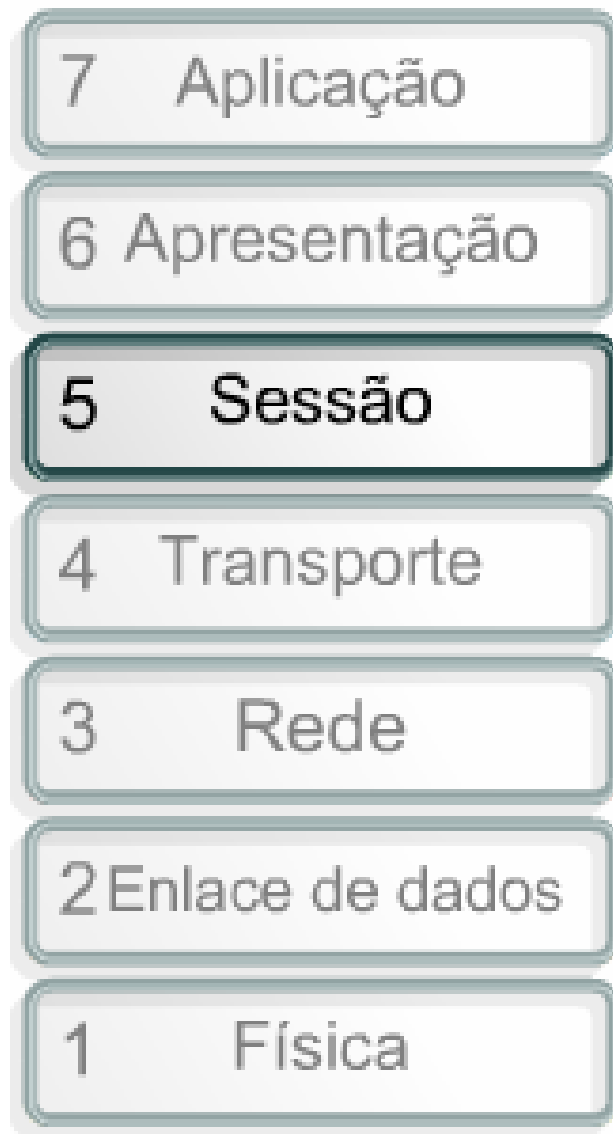 7 Aplicação
6 Apresentação
5 Sessão
4 Transporte
3 Rede
2 Enlace de dados
1 Física